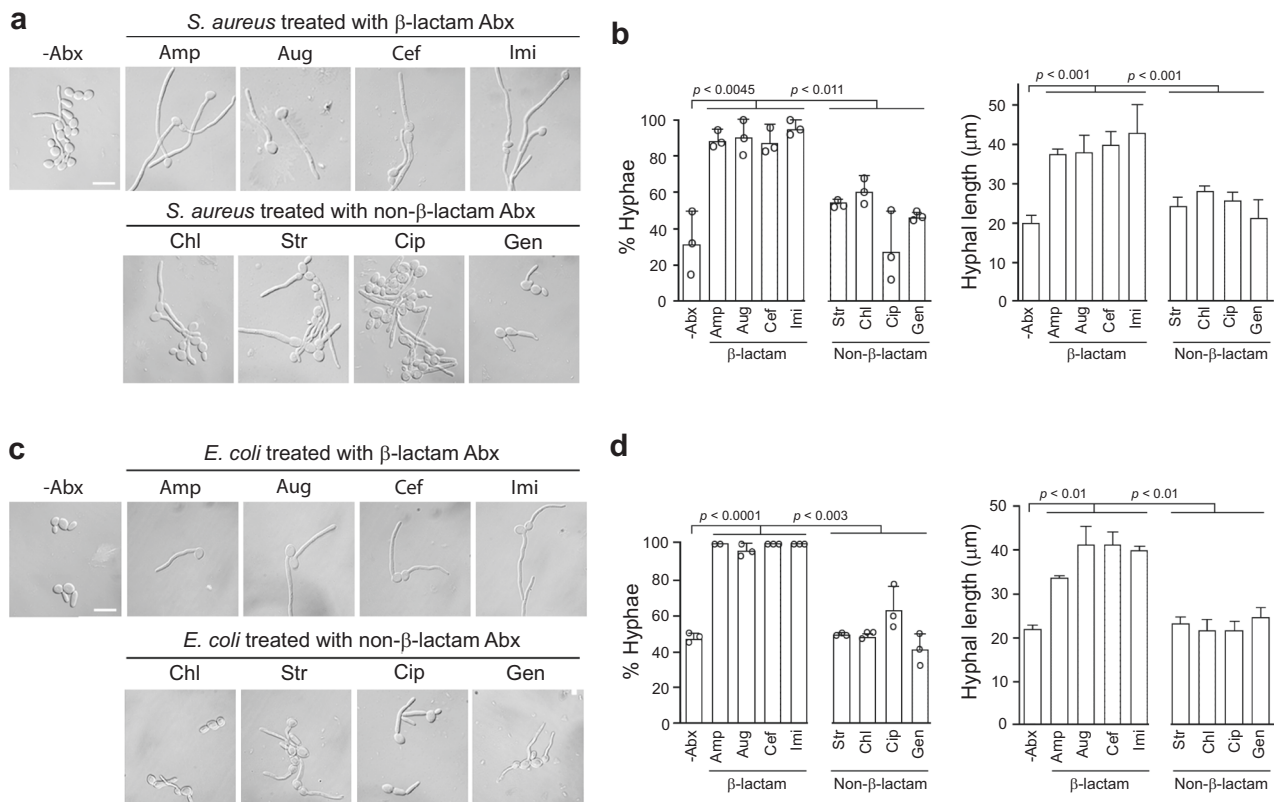 a
S. aureus treated with β-lactam Abx
-Abx Amp Aug Cef Imi
S. aureus treated with non-β-lactam Abx
Chl Str Cip Gen
b
p < 0.0045 p < 0.011
% Hyphae
100
80
60
40
20
0
-Abx Amp Aug Cef Imi Str Chl Cip Gen
β-lactam Non-β-lactam
p < 0.001 p < 0.001
Hyphal length (μm)
50
40
30
20
10
0
-Abx Amp Aug Cef Imi Str Chl Cip Gen
β-lactam Non-β-lactam
c
E. coli treated with β-lactam Abx
-Abx Amp Aug Cef Imi
E. coli treated with non-β-lactam Abx
Chl Str Cip Gen
d
p < 0.0001 p < 0.003
% Hyphae
100
80
60
40
20
0
-Abx Amp Aug Cef Imi Str Chl Cip Gen
β-lactam Non-β-lactam
p < 0.01 p < 0.01
Hyphal length (μm)
50
40
30
20
10
0
-Abx Amp Aug Cef Imi Str Chl Cip Gen
β-lactam Non-β-lactam